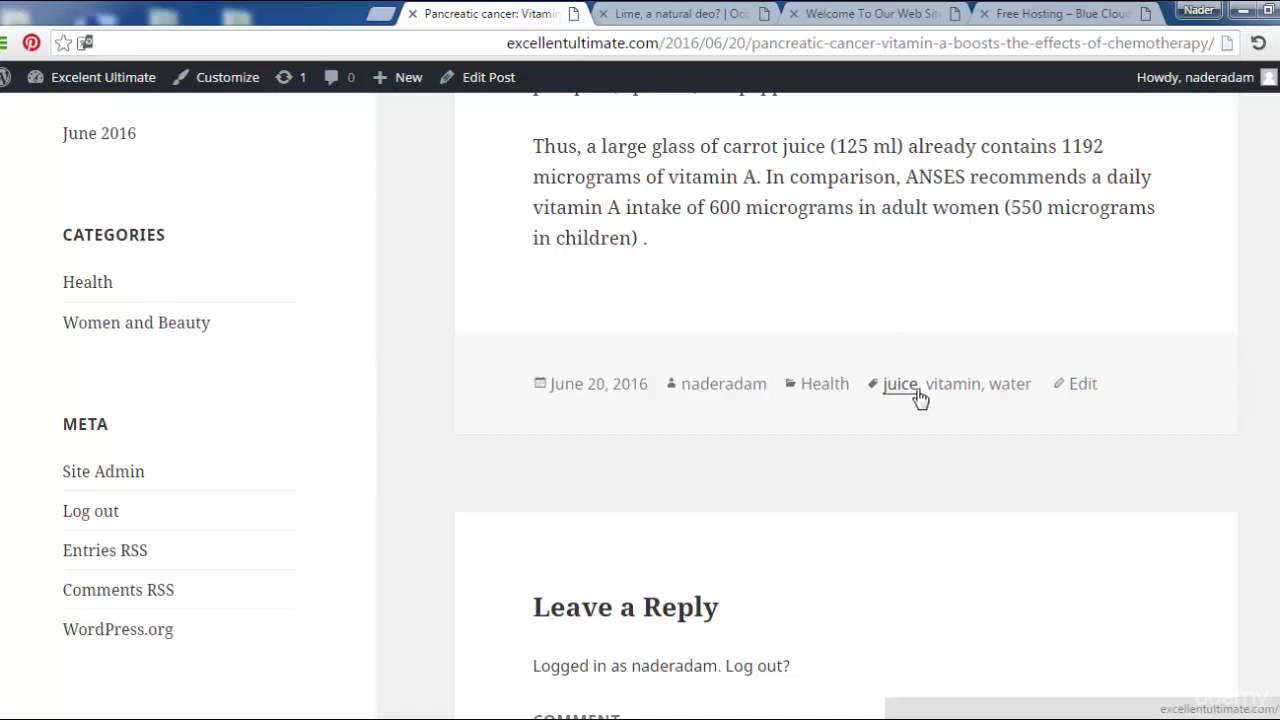 Nader
Pancreatic cancer: Vitamin
Lime, a natural deo? | Oc
Welcome To Our Web Sit
Free Hosting – Blue Cloud
excellentultimate.com/2016/06/20/pancreatic-cancer-vitamin-a-boosts-the-effects-of-chemotherapy/
Excelent Ultimate Customize 1 0 New Edit Post Howdy, naderadam
June 2016
CATEGORIES
Health
Women and Beauty
META
Site Admin
Log out
Entries RSS
Comments RSS
WordPress.org
Thus, a large glass of carrot juice (125 ml) already contains 1192
micrograms of vitamin A. In comparison, ANSES recommends a daily
vitamin A intake of 600 micrograms in adult women (550 micrograms
in children) .
June 20, 2016 naderadam Health juice, vitamin, water Edit
Leave a Reply
Logged in as naderadam. Log out?
COMMENT
udemy
excellentultimate.com/